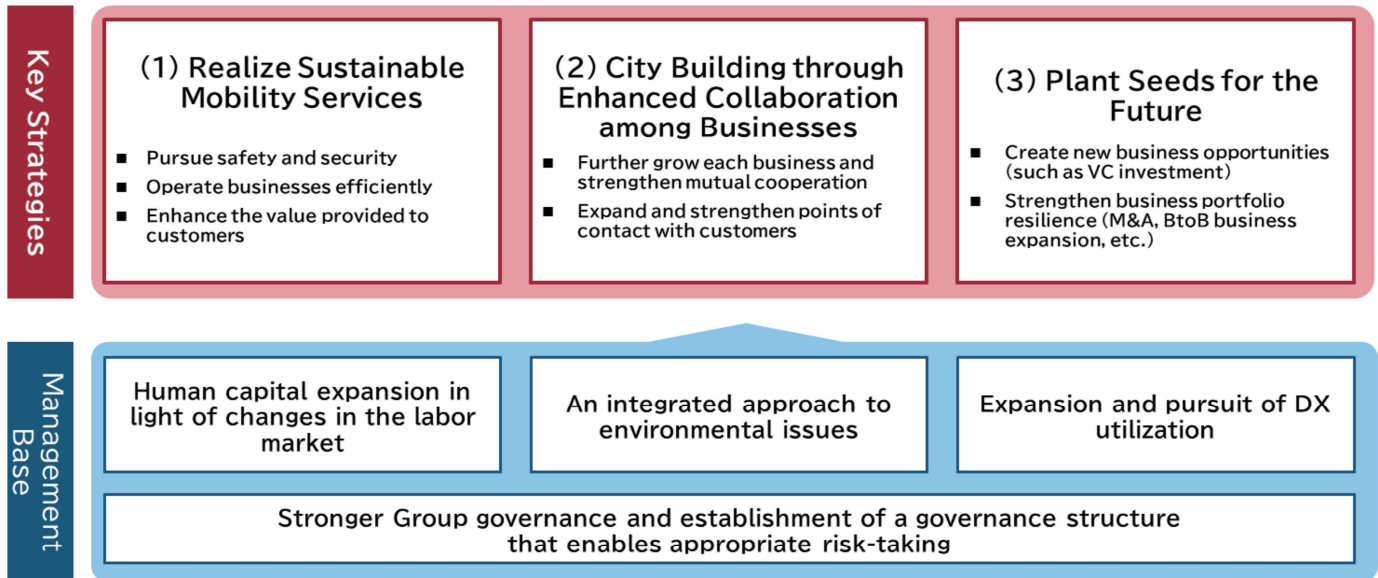 Key Strategies
(1) Realize Sustainable
Mobility Services
■ Pursue safety and security
■ Operate businesses efficiently
■ Enhance the value provided to
customers
(2) City Building through
Enhanced Collaboration
among Businesses
■ Further grow each business and
strengthen mutual cooperation
■ Expand and strengthen points of
contact with customers
(3) Plant Seeds for the
Future
■ Create new business opportunities
(such as VC investment)
■ Strengthen business portfolio
resilience (M&A, BtoB business
expansion, etc.)
Management
Base
Human capital expansion in
light of changes in the labor
market
An integrated approach to
environmental issues
Expansion and pursuit of DX
utilization
Stronger Group governance and establishment of a governance structure
that enables appropriate risk-taking